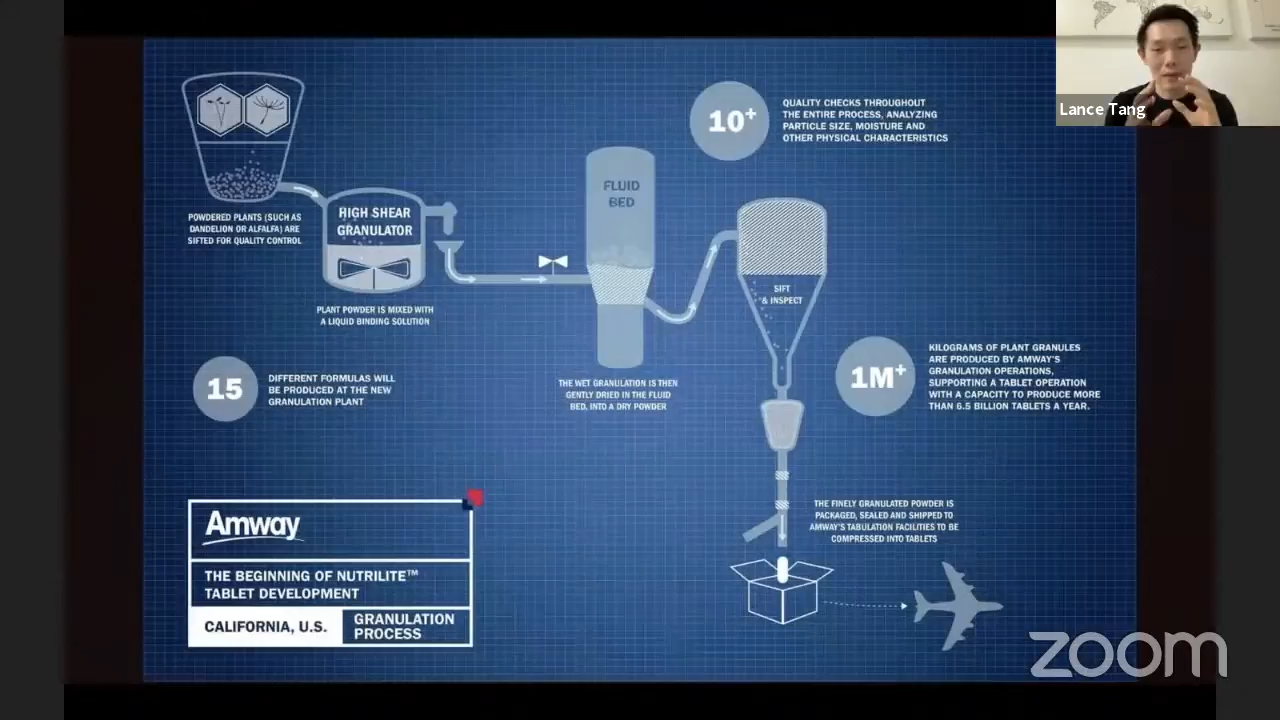 Lance Tang
10+
QUALITY CHECKS THROUGHOUT
THE ENTIRE PROCESS, ANALYZING
PARTICLE SIZE, MOISTURE AND
OTHER PHYSICAL CHARACTERISTICS
POWDERED PLANTS (SUCH AS
DANDELION OR ALFALFA) ARE
SIFTED FOR QUALITY CONTROL
HIGH SHEAR
GRANULATOR
PLANT POWDER IS MIXED WITH
A LIQUID BINDING SOLUTION
FLUID
BED
THE WET GRANULATION IS THEN
GENTLY DRIED IN THE FLUID
BED, INTO A DRY POWDER
SIFT
& INSPECT
15
DIFFERENT FORMULAS WILL
BE PRODUCED AT THE NEW
GRANULATION PLANT
1M+
KILOGRAMS OF PLANT GRANULES
ARE PRODUCED BY AMWAY'S
GRANULATION OPERATIONS,
SUPPORTING A TABLET OPERATION
WITH A CAPACITY TO PRODUCE MORE
THAN 6.5 BILLION TABLETS A YEAR.
THE FINELY GRANULATED POWDER IS
PACKAGED, SEALED AND SHIPPED TO
AMWAY'S TABULATION FACILITIES TO BE
COMPRESSED INTO TABLETS
Amway
THE BEGINNING OF NUTRILITE™
TABLET DEVELOPMENT
CALIFORNIA, U.S.
GRANULATION
PROCESS
zoom